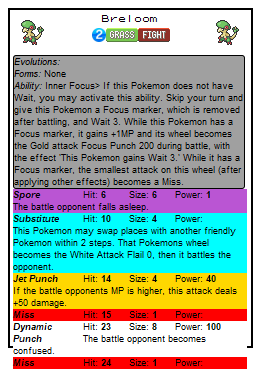 Breloom
2 GRASS FIGHT
Evolutions:
Forms: None
Ability: Inner Focus> If this Pokemon does not have
Wait, you may activate this ability. Skip your turn and
give this Pokemon a Focus marker, which is removed
after battling, and Wait 3. While this Pokemon has a
Focus marker, it gains +1MP and its wheel becomes
the Gold attack Focus Punch 200 during battle, with
the effect 'This Pokemon gains Wait 3.' While it has a
Focus marker, the smallest attack on this wheel (after
applying other effects) becomes a Miss.
Spore Hit: 6 Size: 6 Power: 1
The battle opponent falls asleep.
Substitute Hit: 10 Size: 4 Power:
This Pokemon may swap places with another friendly
Pokemon within 2 steps. That Pokemons wheel
becomes the White Attack Flail 0, then it battles the
opponent.
Jet Punch Hit: 14 Size: 4 Power: 40
If the battle opponents MP is higher, this attack deals
+50 damage.
Miss Hit: 15 Size: 1 Power:
Dynamic Hit: 23 Size: 8 Power: 100
Punch The battle opponent becomes
confused.
Miss Hit: 24 Size: 1 Power: